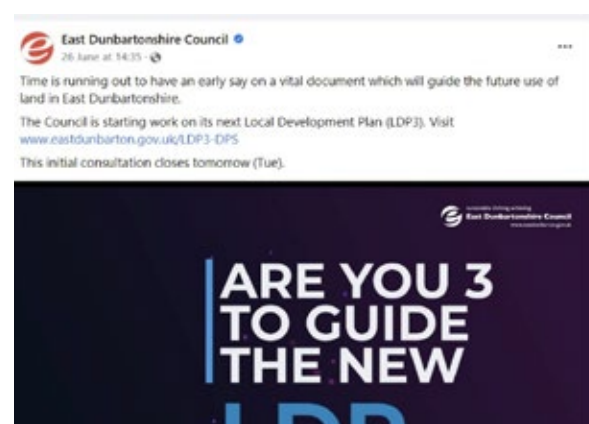 East Dunbartonshire Council
26 June at 14:35 ·
Time is running out to have an early say on a vital document which will guide the future use of
land in East Dunbartonshire.
The Council is starting work on its next Local Development Plan (LDP3). Visit
www.eastdunbarton.gov.uk/LDP3-DPS
This initial consultation closes tomorrow (Tue).
East Dunbartonshire Council
ARE YOU 3
TO GUIDE
THE NEW
LDP